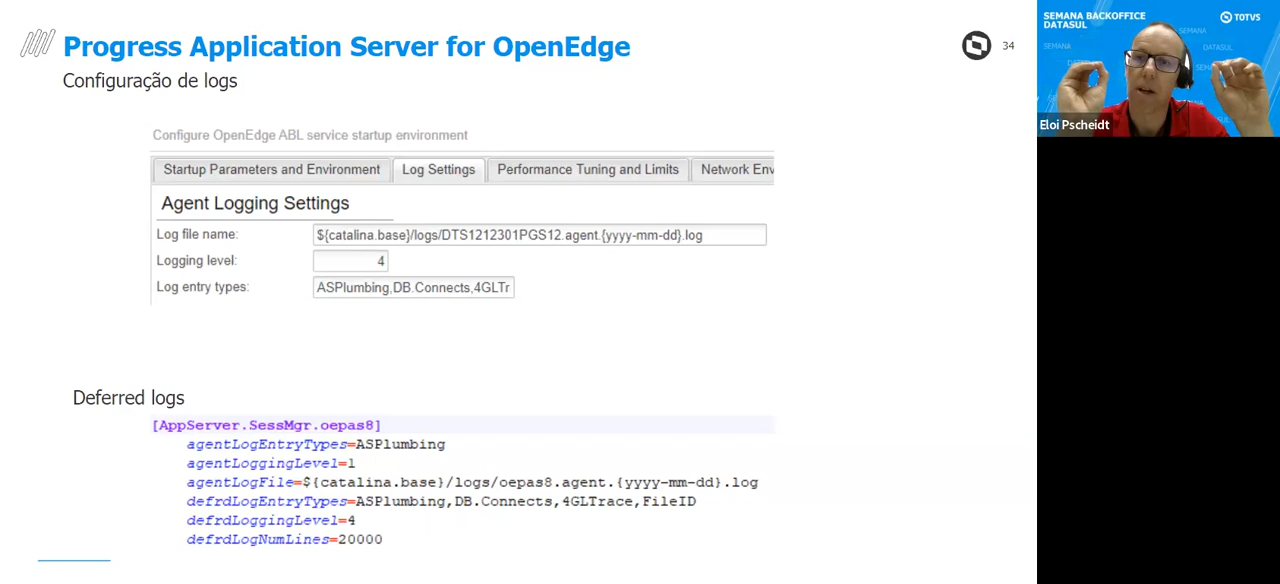 Progress Application Server for OpenEdge
34
Configuração de logs
Configure OpenEdge ABL service startup environment
Startup Parameters and Environment
Log Settings
Performance Tuning and Limits
Network Env
Agent Logging Settings
Log file name:
${catalina.base}/logs/DTS1212301PGS12.agent.{yyyy-mm-dd}.log
Logging level:
4
Log entry types:
ASPlumbing,DB.Connects,4GLTr
Deferred logs
[AppServer.SessMgr.oepas8]
agentLogEntryTypes=ASPlumbing
agentLoggingLevel=1
agentLogFile=${catalina.base}/logs/oepas8.agent.{yyyy-mm-dd}.log
defrdLogEntryTypes=ASPlumbing,DB.Connects,4GLTrace,FileID
defrdLoggingLevel=4
defrdLogNumLines=20000
SEMANA BACKOFFICE
DATASUL
TOTVS
SEMANA
SEMANA
DATASUL
Eloi Pscheidt